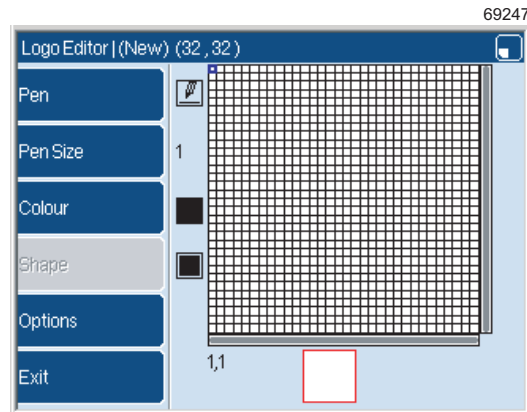 69247
Logo Editor | (New) (32,32)
Pen
Pen Size
1
Colour
Shape
Options
Exit
1,1